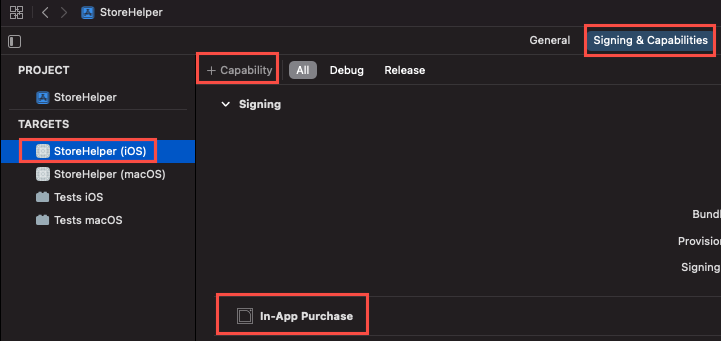 StoreHelper
General
Signing & Capabilities
PROJECT
+ Capability
All
Debug
Release
StoreHelper
Signing
TARGETS
StoreHelper (iOS)
StoreHelper (macOS)
Tests iOS
Tests macOS
Bundl
Provision
Signing
In-App Purchase